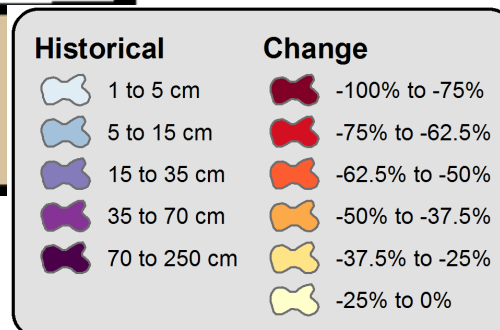 Historical Change
1 to 5 cm -100% to -75%
5 to 15 cm -75% to -62.5%
15 to 35 cm -62.5% to -50%
35 to 70 cm -50% to -37.5%
70 to 250 cm -37.5% to -25%
-25% to 0%